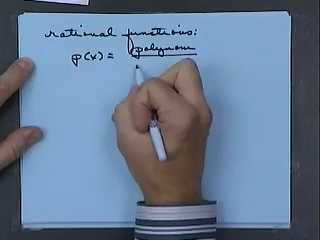 rational functions:
p(x) = polynom